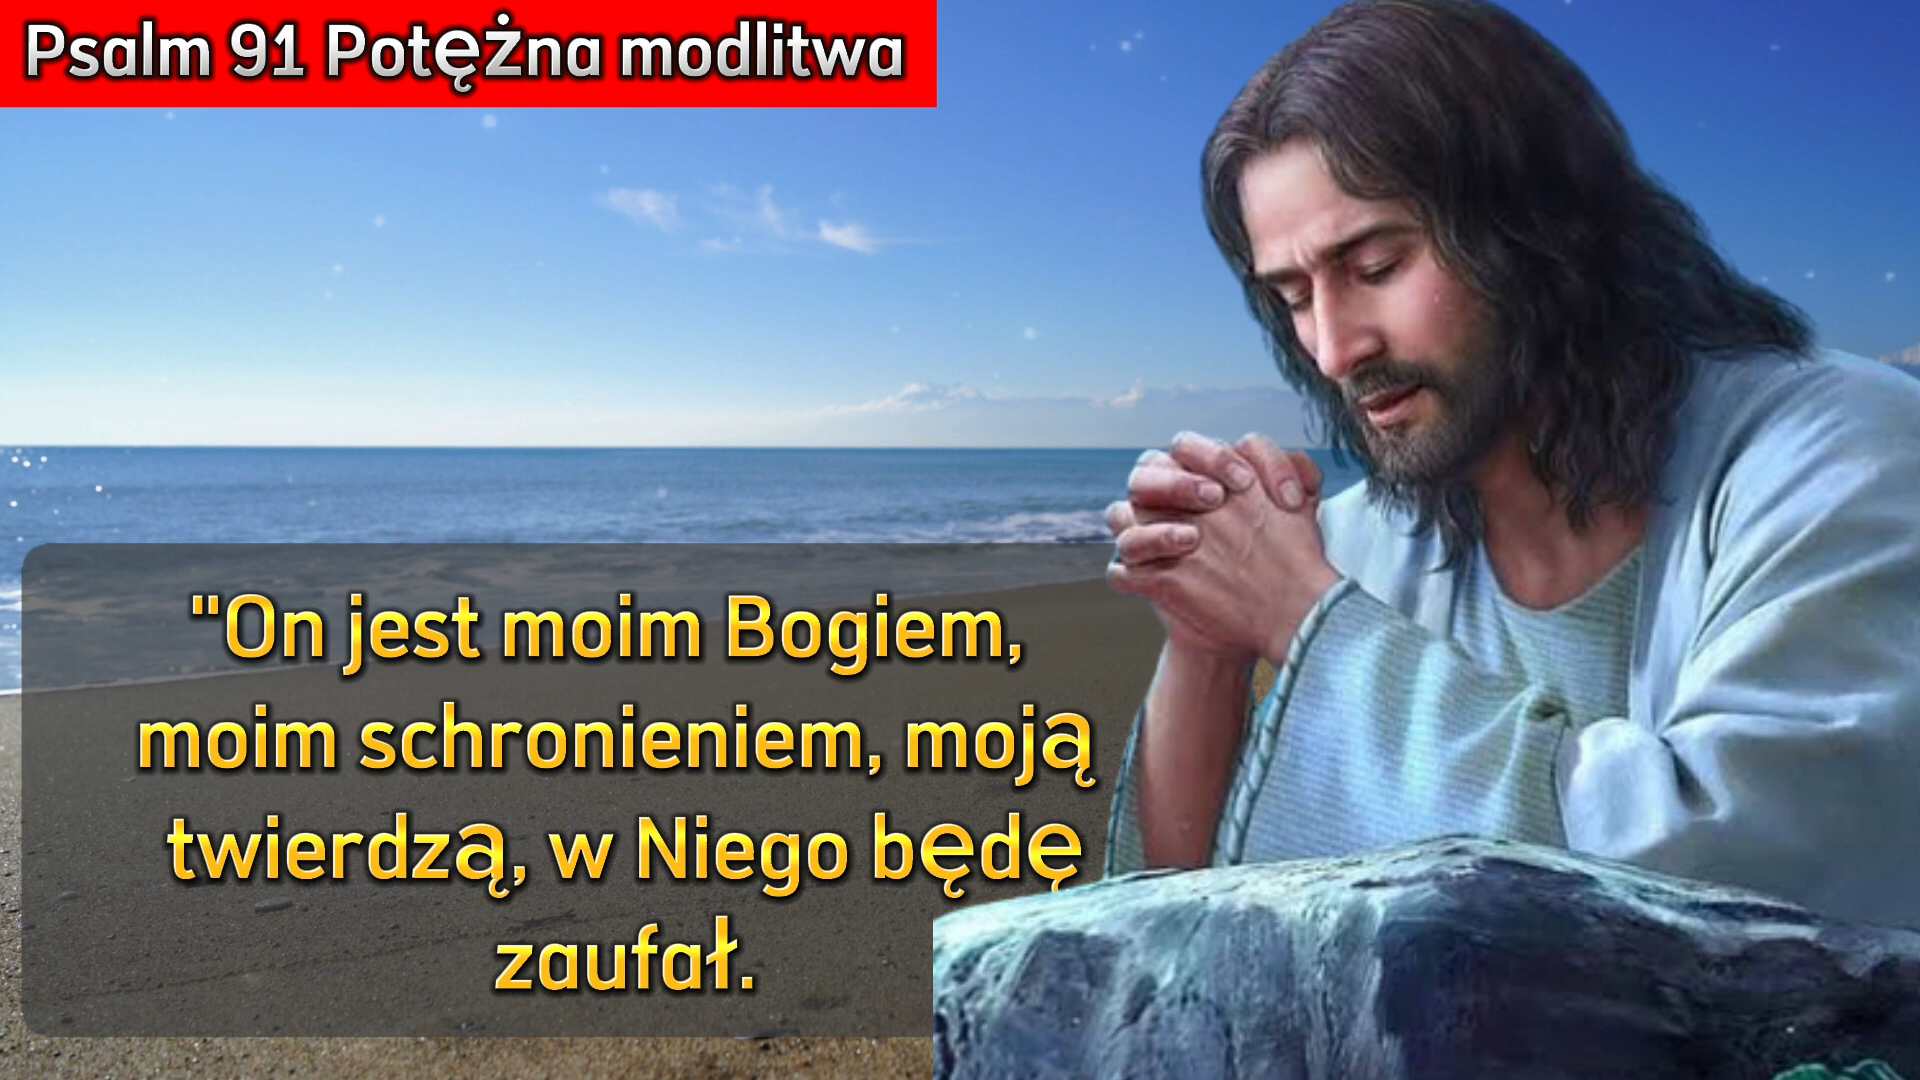 Psalm 91 Potężna modlitwa
"On jest moim Bogiem,
moim schronieniem, moją
twierdzą, w Niego będę
zaufał.